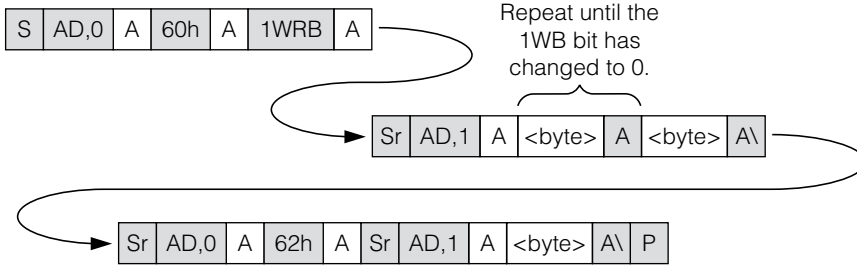 S AD,0 A 60h A 1WRB A
Repeat until the
1WB bit has
changed to 0.
Sr AD,1 A <byte> A <byte> A\
Sr AD,0 A 62h A Sr AD,1 A <byte> A\ P